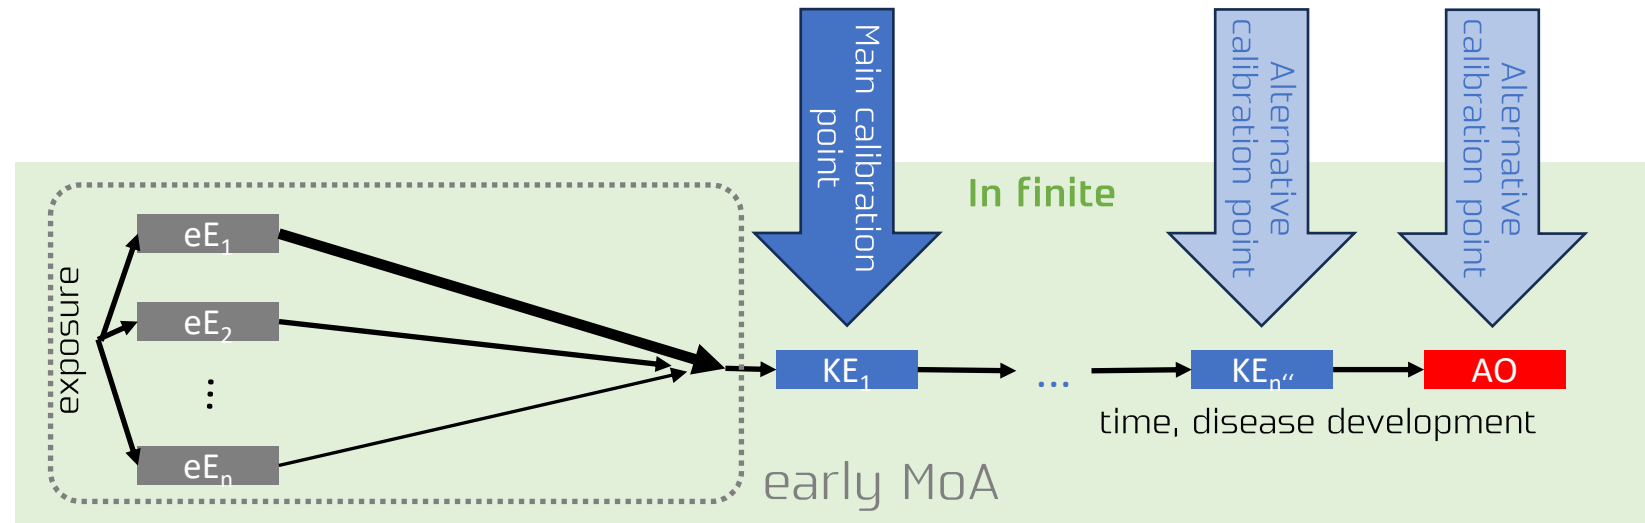 Main calibration
point
Alternative
calibration point
Alternative
calibration point
In finite
exposure
eE1
eE2
...
eEn
KE1
...
KEn“
AO
time, disease development
early MoA